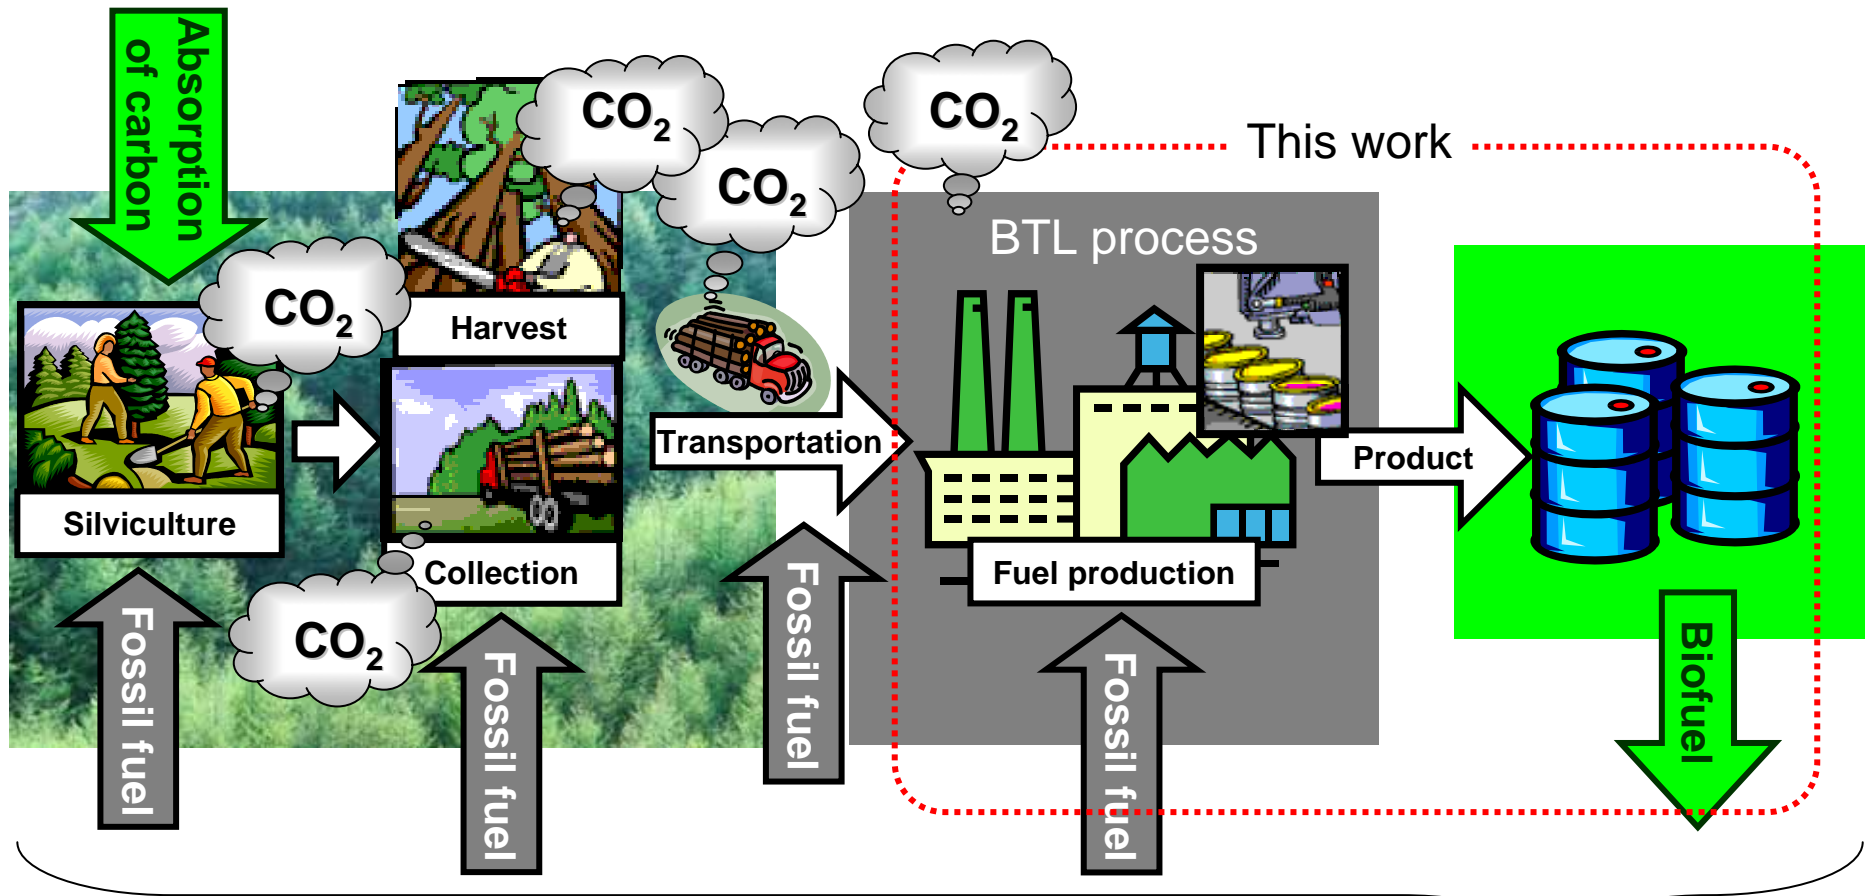 Absorption
of carbon
CO2
CO2
CO2
This work
BTL process
CO2
Harvest
Transportation
Product
Silviculture
Collection
Fuel production
CO2
Fossil fuel
Fossil fuel
Fossil fuel
Fossil fuel
Biofuel